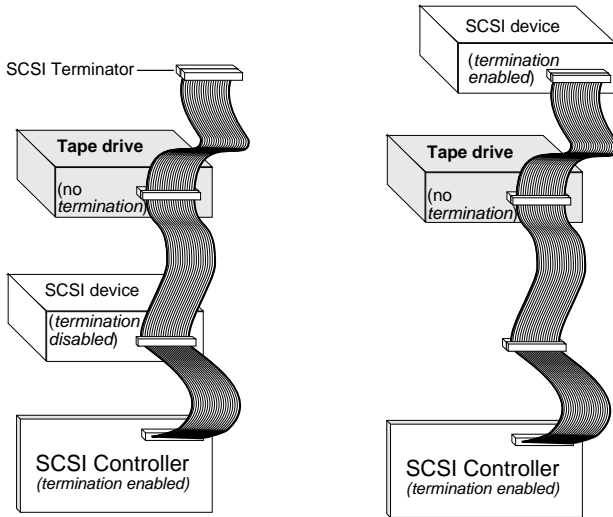 SCSI Terminator
Tape drive
(no
termination)
SCSI device
(termination
disabled)
SCSI Controller
(termination enabled)
SCSI device
(termination
enabled)
Tape drive
(no
termination)
SCSI Controller
(termination enabled)